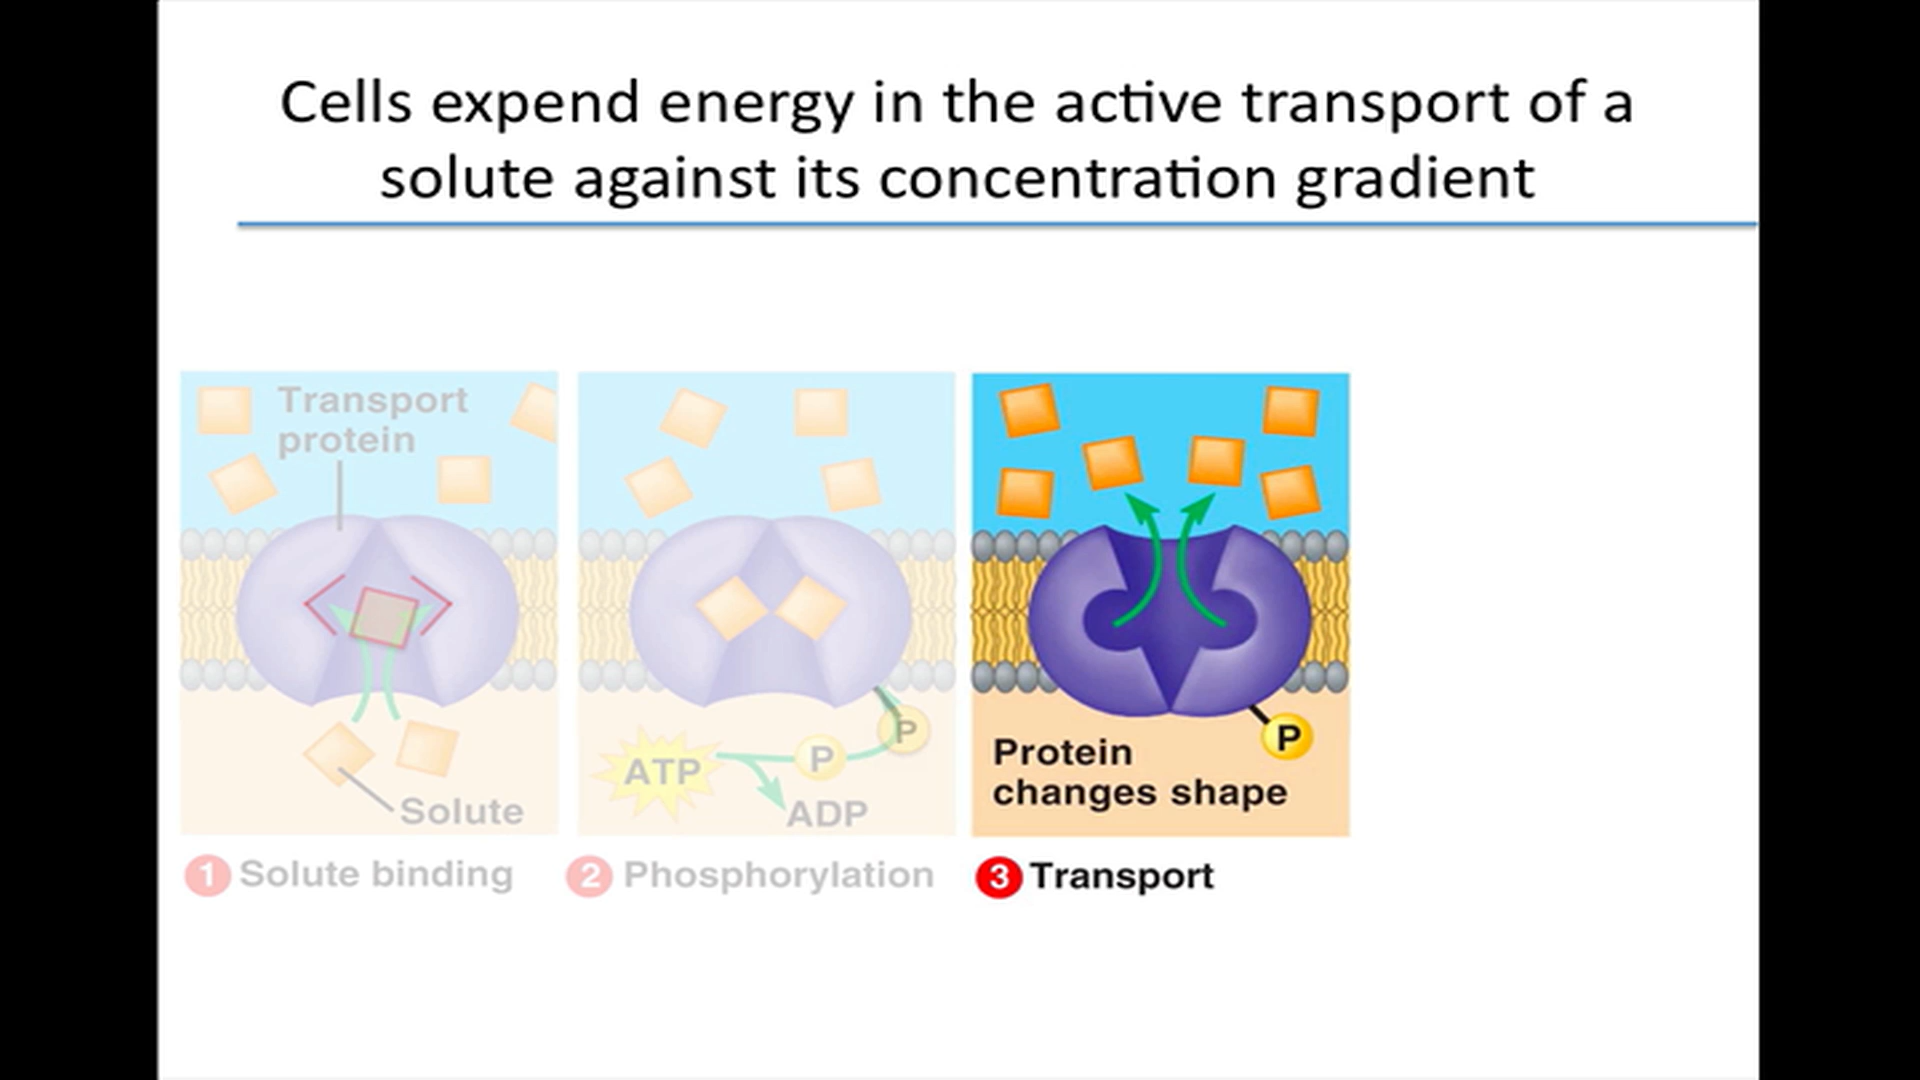 Cells expend energy in the active transport of a
solute against its concentration gradient
Transport
protein
Solute
1 Solute binding
P
ATP
P
ADP
2 Phosphorylation
P
Protein
changes shape
3 Transport